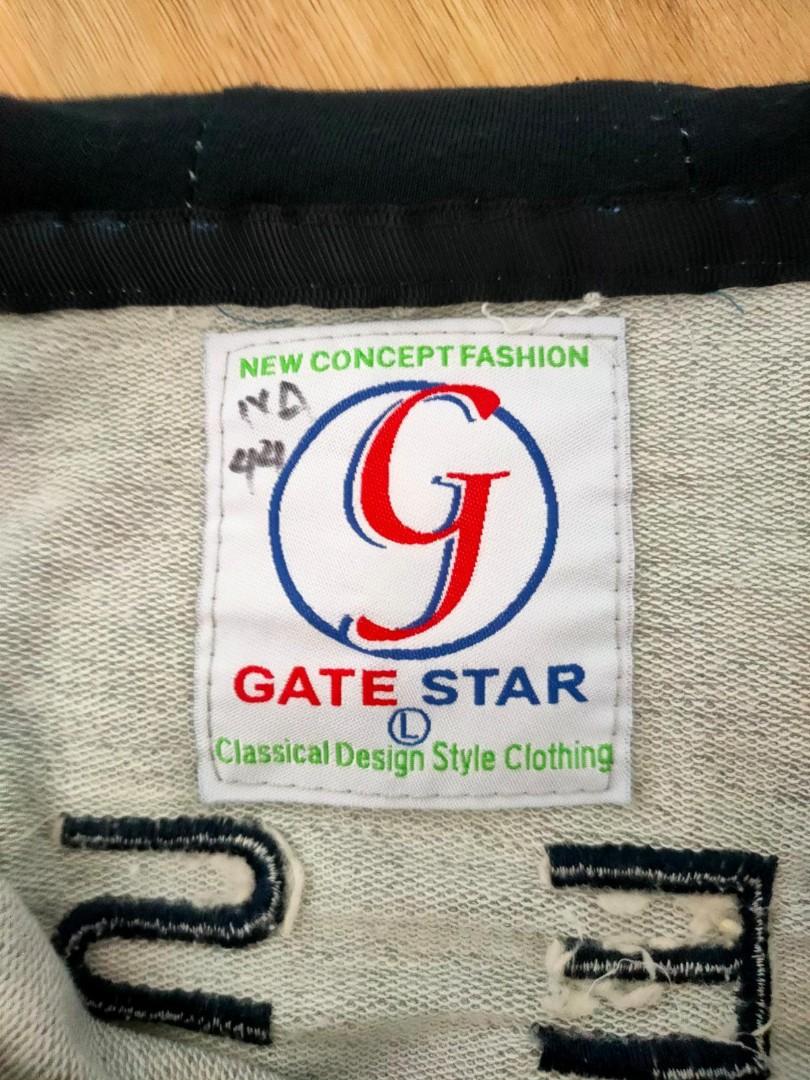 NEW CONCEPT FASHION
G
GATE STAR
L
Classical Design Style Clothing